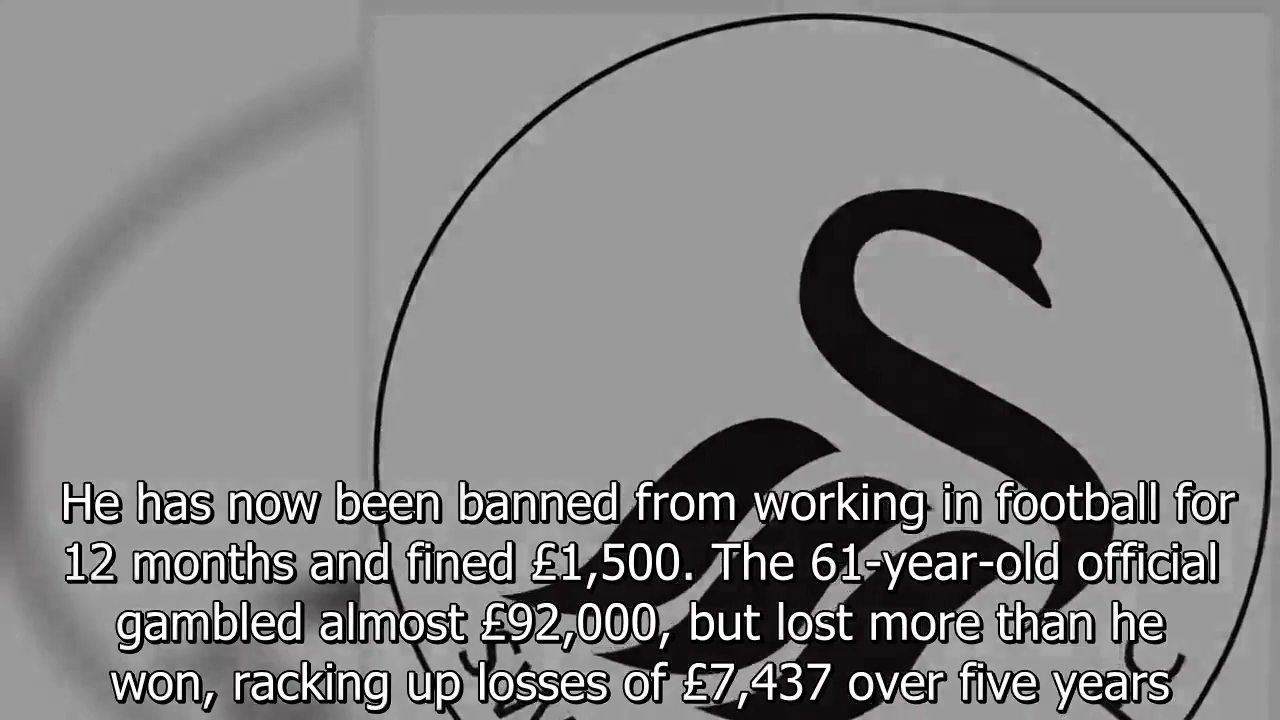 He has now been banned from working in football for
12 months and fined £1,500. The 61-year-old official
gambled almost £92,000, but lost more than he
won, racking up losses of £7,437 over five years